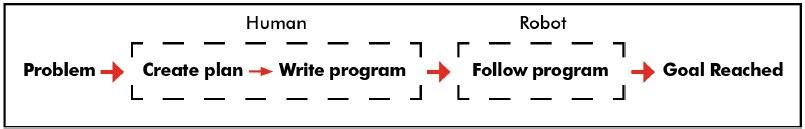 Human Robot
Problem Create plan Write program Follow program Goal Reached